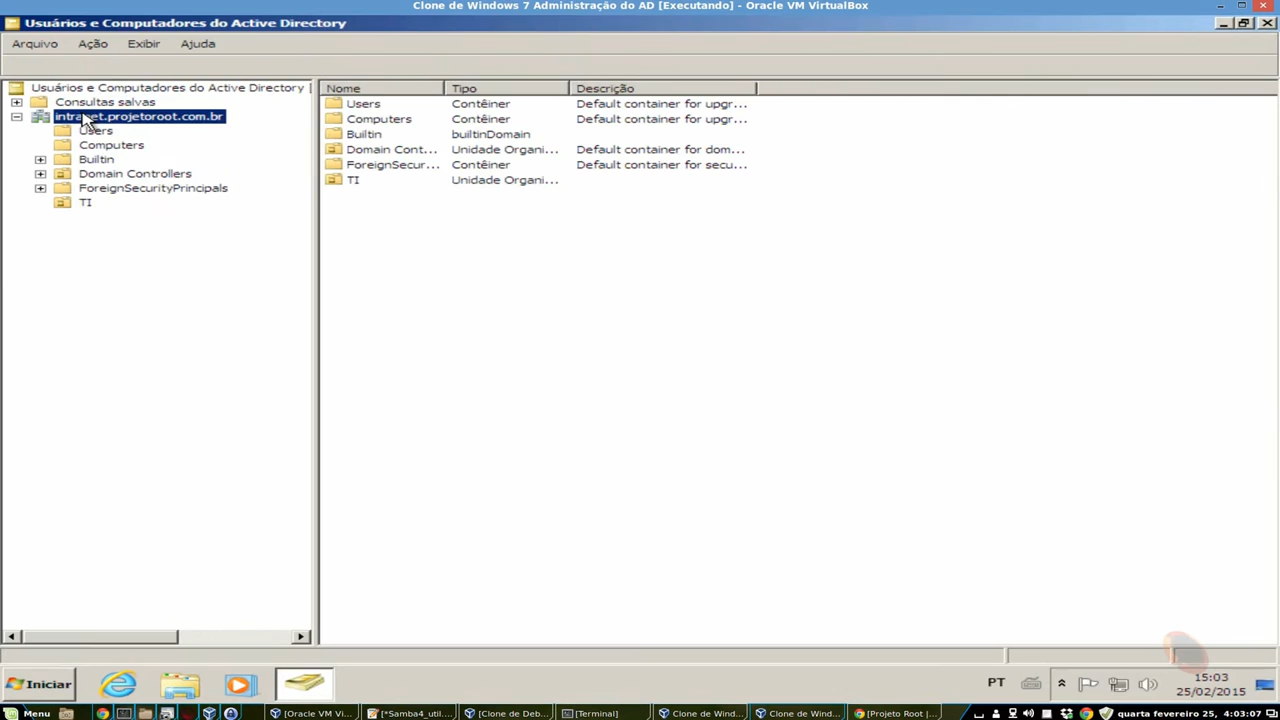 Clone de Windows 7 Administração do AD [Executando] - Oracle VM VirtualBox
Usuários e Computadores do Active Directory
Arquivo Ação Exibir Ajuda
Usuários e Computadores do Active Directory [
Consultas salvas
intranet.projetoroot.com.br
Users
Computers
Builtin
Domain Controllers
ForeignSecurityPrincipals
TI
Nome Tipo Descrição
Users Contêiner Default container for upgr...
Computers Contêiner Default container for upgr...
Builtin builtinDomain
Domain Cont... Unidade Organi... Default container for dom...
ForeignSecur... Contêiner Default container for secu...
TI Unidade Organi...
Iniciar
PT
15:03
25/02/2015
Menu
[Oracle VM Vi...
[*Samba4_util....
[Clone de Deb...
[Terminal]
Clone de Wind...
Clone de Wind...
[Projeto Root |...
quarta fevereiro 25, 4:03:07